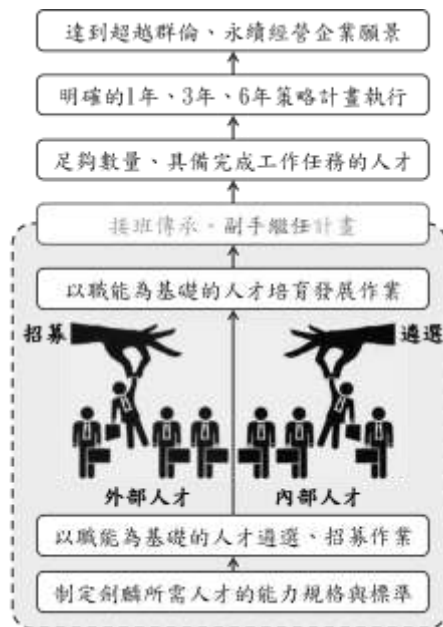 達到超越群倫、永續經營企業願景
明確的1年、3年、6年策略計畫執行
足夠數量、具備完成工作任務的人才
接班傳承、副手繼任計畫
以職能為基礎的人才培育發展作業
招募
遴選
外部人才
內部人才
以職能為基礎的人才遴選、招募作業
制定劍麟所需人才的能力規格與標準